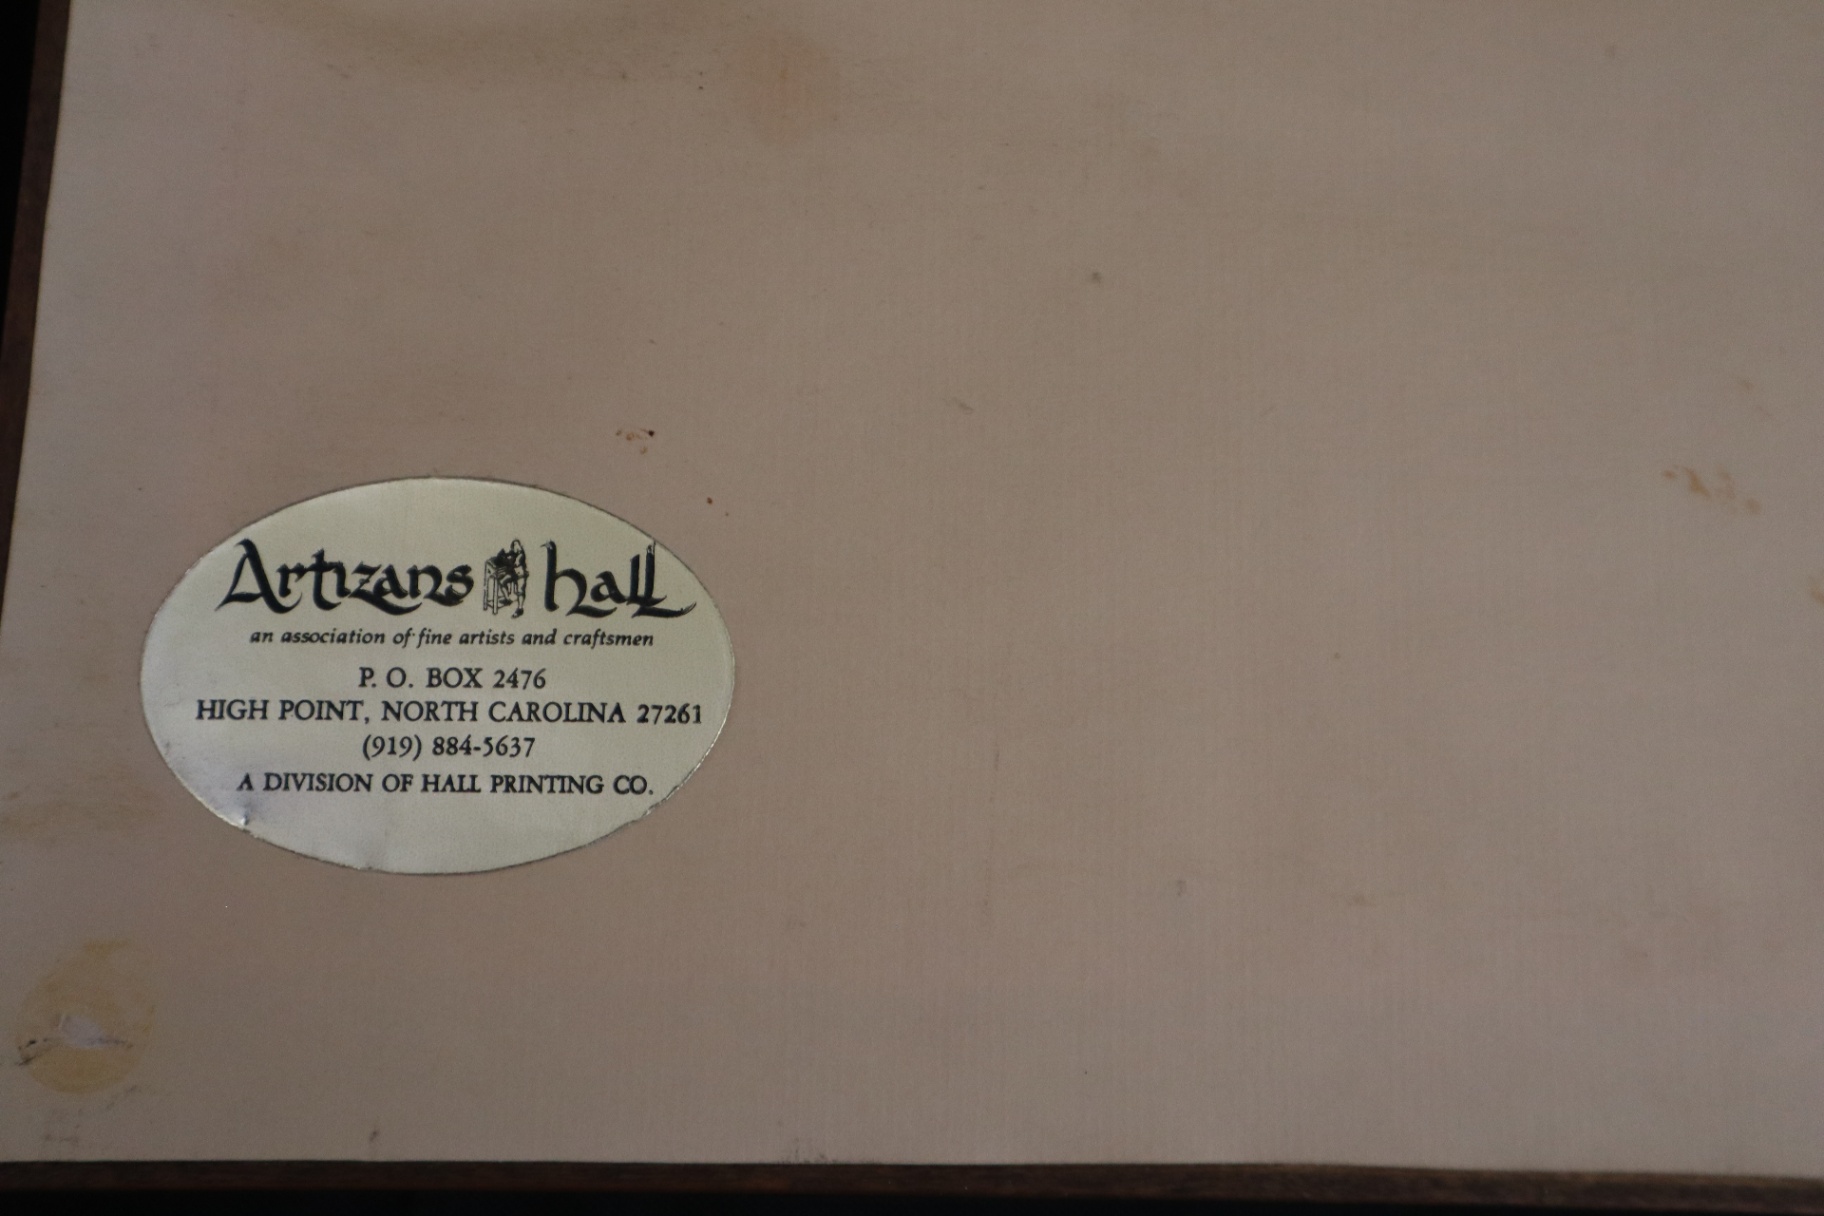 Artizans hall
an association of fine artists and craftsmen
P. O. BOX 2476
HIGH POINT, NORTH CAROLINA 27261
(919) 884-5637
A DIVISION OF HALL PRINTING CO.